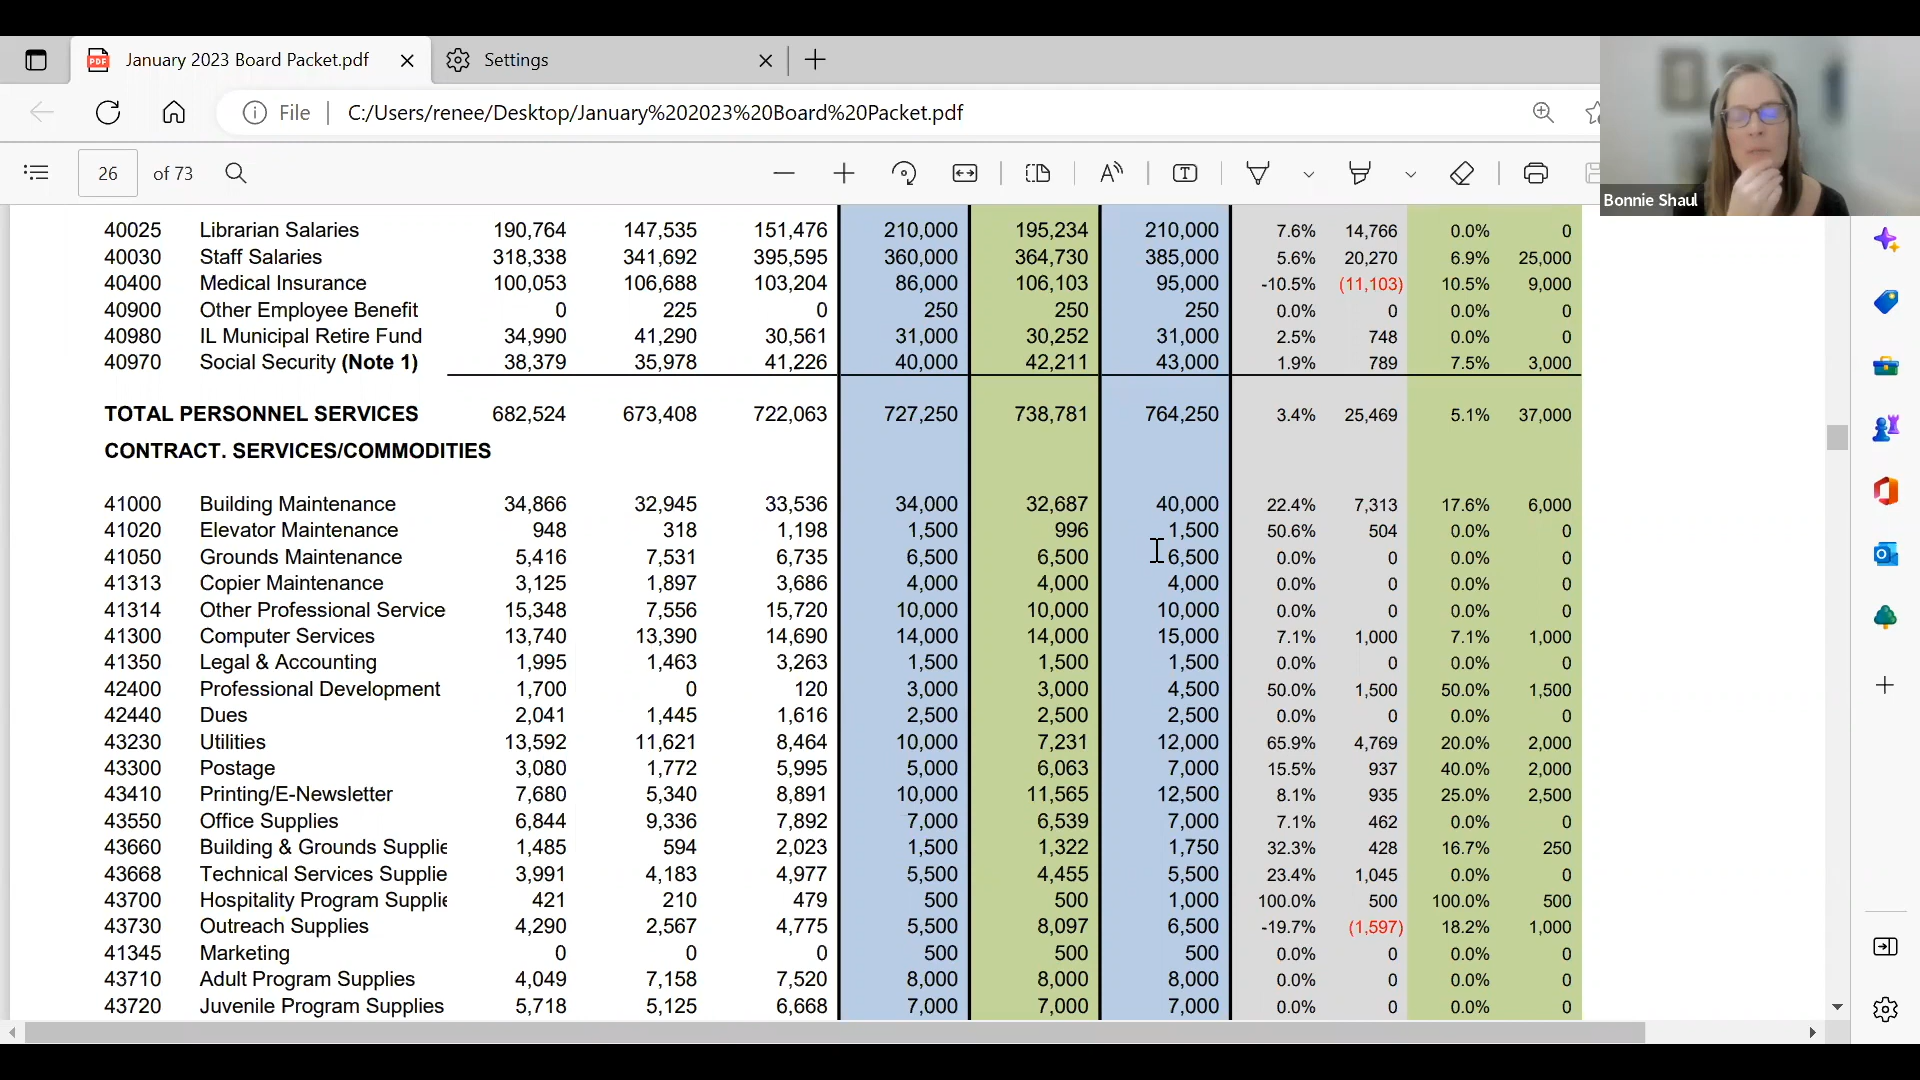 January 2023 Board Packet.pdf Settings
File C:/Users/renee/Desktop/January%202023%20Board%20Packet.pdf
26 of 73
Bonnie Shaul
40025 Librarian Salaries 190,764 147,535 151,476 210,000 195,234 210,000 7.6% 14,766 0.0% 0
40030 Staff Salaries 318,338 341,692 395,595 360,000 364,730 385,000 5.6% 20,270 6.9% 25,000
40400 Medical Insurance 100,053 106,688 103,204 86,000 106,103 95,000 -10.5% (11,103) 10.5% 9,000
40900 Other Employee Benefit 0 225 0 250 250 250 0.0% 0 0.0% 0
40980 IL Municipal Retire Fund 34,990 41,290 30,561 31,000 30,252 31,000 2.5% 748 0.0% 0
40970 Social Security (Note 1) 38,379 35,978 41,226 40,000 42,211 43,000 1.9% 789 7.5% 3,000
TOTAL PERSONNEL SERVICES 682,524 673,408 722,063 727,250 738,781 764,250 3.4% 25,469 5.1% 37,000
CONTRACT. SERVICES/COMMODITIES
41000 Building Maintenance 34,866 32,945 33,536 34,000 32,687 40,000 22.4% 7,313 17.6% 6,000
41020 Elevator Maintenance 948 318 1,198 1,500 996 1,500 50.6% 504 0.0% 0
41050 Grounds Maintenance 5,416 7,531 6,735 6,500 6,500 6,500 0.0% 0 0.0% 0
41313 Copier Maintenance 3,125 1,897 3,686 4,000 4,000 4,000 0.0% 0 0.0% 0
41314 Other Professional Service 15,348 7,556 15,720 10,000 10,000 10,000 0.0% 0 0.0% 0
41300 Computer Services 13,740 13,390 14,690 14,000 14,000 15,000 7.1% 1,000 7.1% 1,000
41350 Legal & Accounting 1,995 1,463 3,263 1,500 1,500 1,500 0.0% 0 0.0% 0
42400 Professional Development 1,700 0 120 3,000 3,000 4,500 50.0% 1,500 50.0% 1,500
42440 Dues 2,041 1,445 1,616 2,500 2,500 2,500 0.0% 0 0.0% 0
43230 Utilities 13,592 11,621 8,464 10,000 7,231 12,000 65.9% 4,769 20.0% 2,000
43300 Postage 3,080 1,772 5,995 5,000 6,063 7,000 15.5% 937 40.0% 2,000
43410 Printing/E-Newsletter 7,680 5,340 8,891 10,000 11,565 12,500 8.1% 935 25.0% 2,500
43550 Office Supplies 6,844 9,336 7,892 7,000 6,539 7,000 7.1% 462 0.0% 0
43660 Building & Grounds Supplie 1,485 594 2,023 1,500 1,322 1,750 32.3% 428 16.7% 250
43668 Technical Services Supplie 3,991 4,183 4,977 5,500 4,455 5,500 23.4% 1,045 0.0% 0
43700 Hospitality Program Supplie 421 210 479 500 500 1,000 100.0% 500 100.0% 500
43730 Outreach Supplies 4,290 2,567 4,775 5,500 8,097 6,500 -19.7% (1,597) 18.2% 1,000
41345 Marketing 0 0 0 500 500 500 0.0% 0 0.0% 0
43710 Adult Program Supplies 4,049 7,158 7,520 8,000 8,000 8,000 0.0% 0 0.0% 0
43720 Juvenile Program Supplies 5,718 5,125 6,668 7,000 7,000 7,000 0.0% 0 0.0% 0